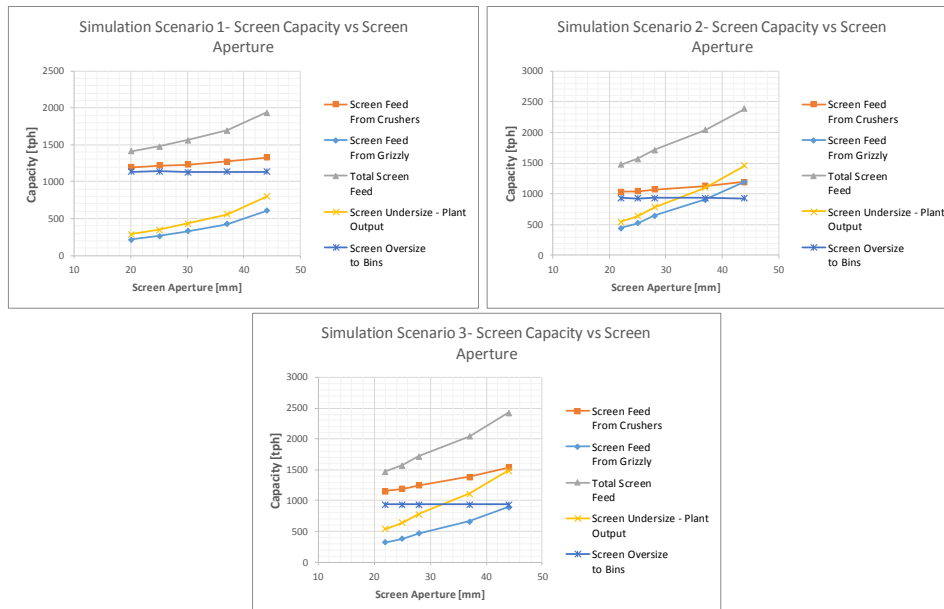 Simulation Scenario 1- Screen Capacity vs Screen
Aperture
2500
2000
1500
1000
500
0
10 20 30 40 50
Capacity [tph]
Screen Aperture [mm]
Screen Feed
From Crushers
Screen Feed
From Grizzly
Total Screen
Feed
Screen Undersize - Plant
Output
Screen Oversize
to Bins
Simulation Scenario 2- Screen Capacity vs Screen
Aperture
3000
2500
2000
1500
1000
500
0
10 20 30 40 50
Capacity [tph]
Screen Aperture [mm]
Screen Feed
From Crushers
Screen Feed
From Grizzly
Total Screen
Feed
Screen Undersize - Plant
Output
Screen Oversize
to Bins
Simulation Scenario 3- Screen Capacity vs Screen
Aperture
3000
2500
2000
1500
1000
500
0
10 20 30 40 50
Capacity [tph]
Screen Aperture [mm]
Screen Feed
From Crushers
Screen Feed
From Grizzly
Total Screen
Feed
Screen Undersize - Plant
Output
Screen Oversize
to Bins